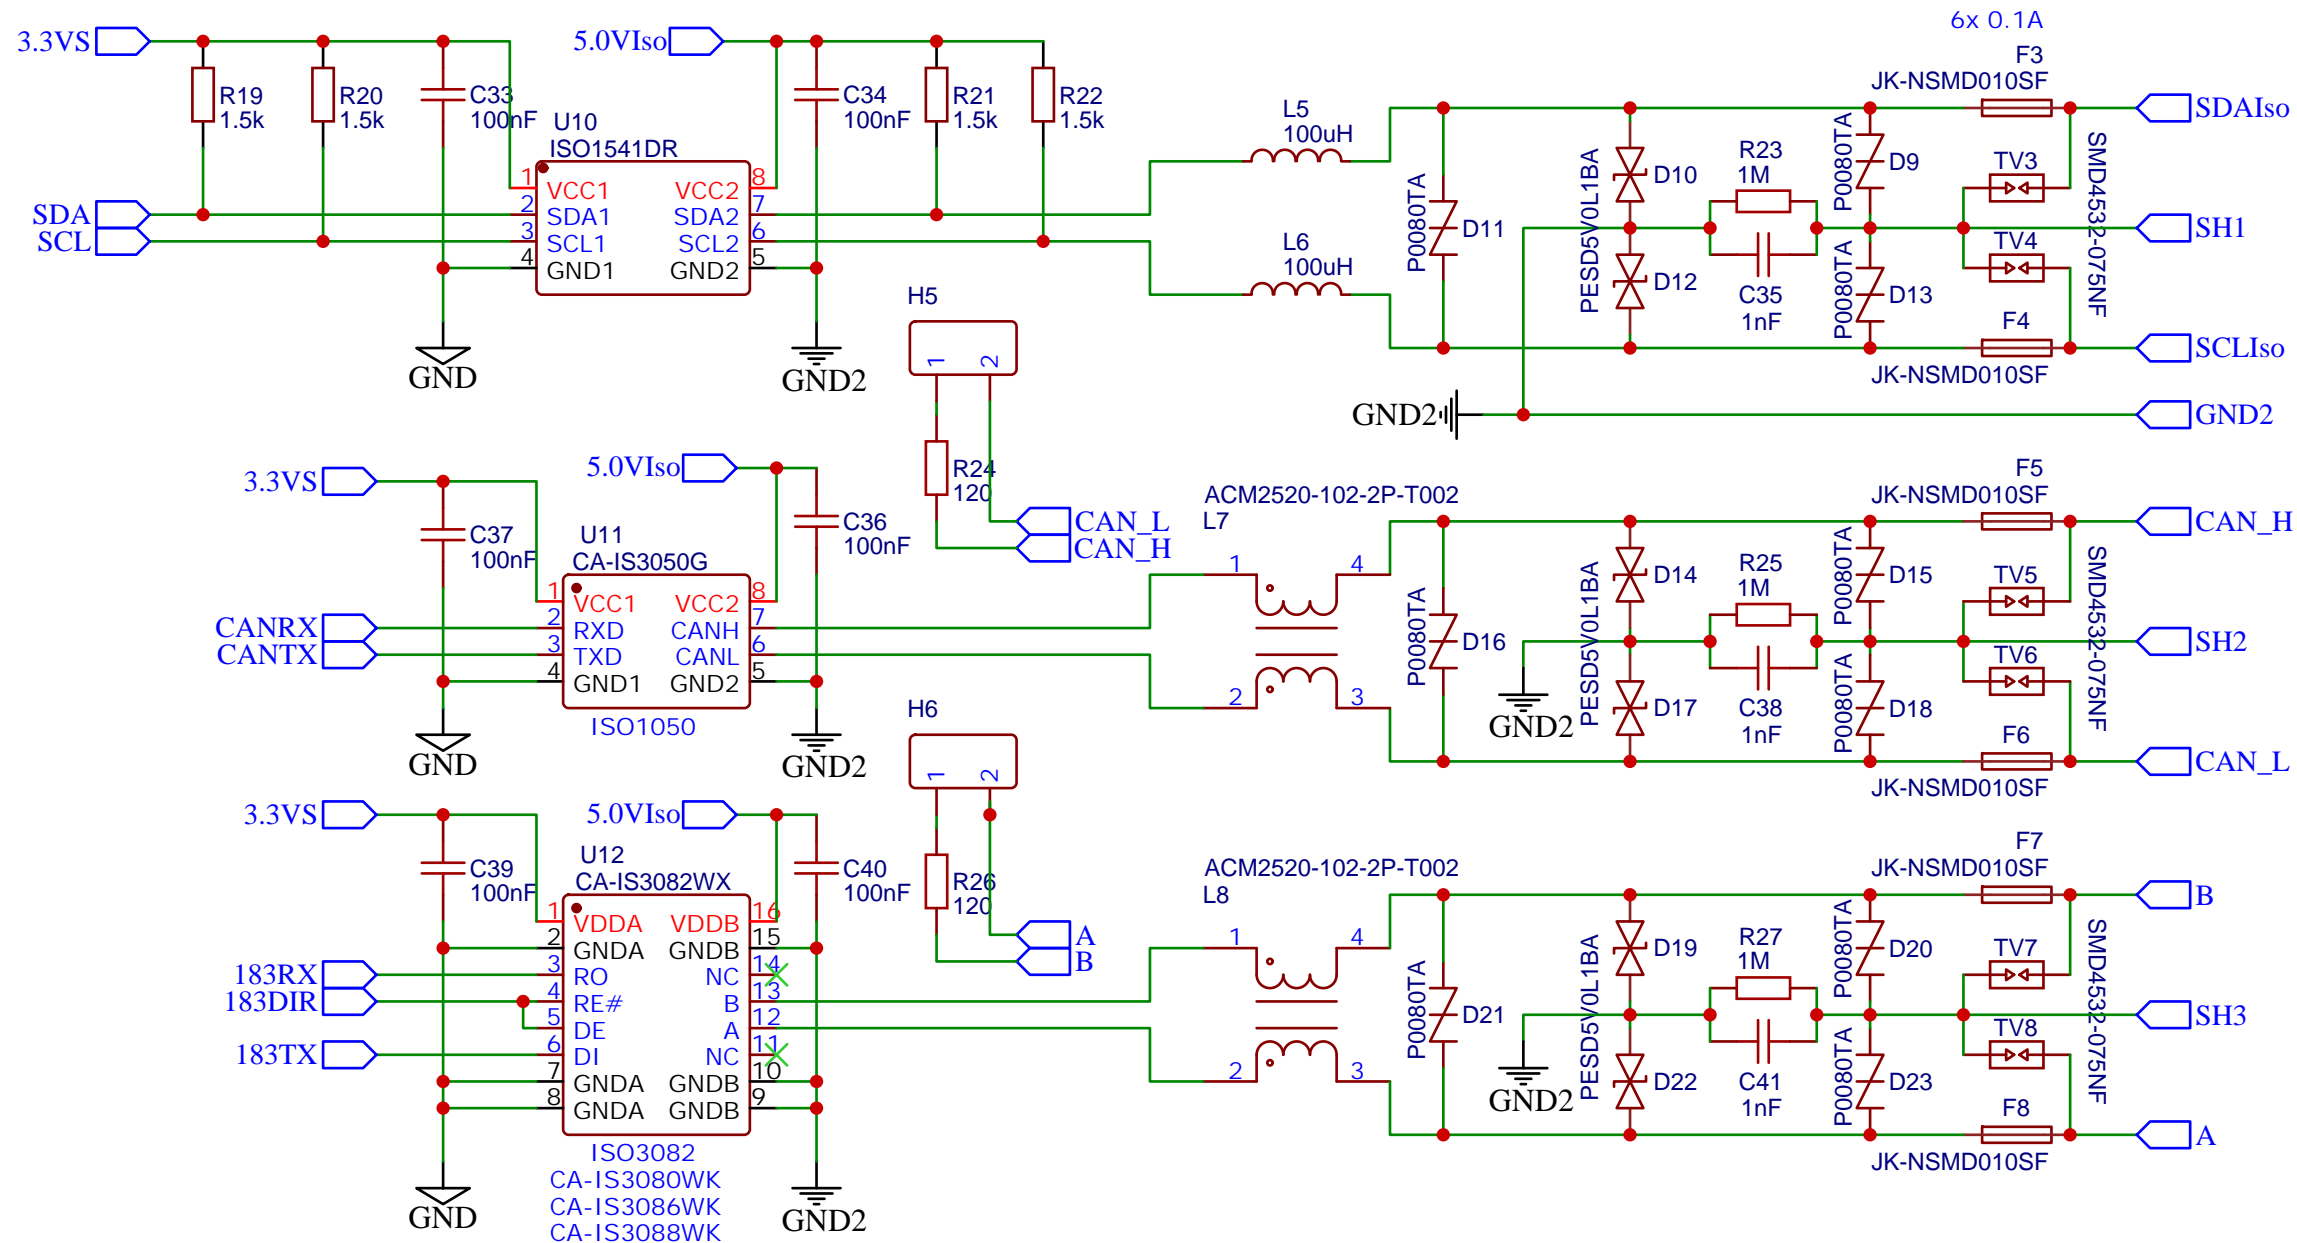 6x 0.1A
3.3VS
5.0VIso
F3
JK-NSMD010SF
R19
1.5k
R20
1.5k
C33
100nF
C34
100nF
R21
1.5k
R22
1.5k
L5
100uH
U10
ISO1541DR
1 VCC1 VCC2 8
2 SDA1 SDA2 7
3 SCL1 SCL2 6
4 GND1 GND2 5
SDA
SCL
L6
100uH
P0080TA
D11
PESD5V0L1BA
D10
D12
R23
1M
C35
1nF
P0080TA
D9
P0080TA
D13
TV3
TV4
SMD4532-075NF
SDAIso
SH1
SCLIso
F4
JK-NSMD010SF
GND
GND2
H5
1 2
GND2
GND2
R24
120
CAN_L
CAN_H
3.3VS
5.0VIso
C37
100nF
C36
100nF
U11
CA-IS3050G
1 VCC1 VCC2 8
2 RXD CANH 7
3 TXD CANL 6
4 GND1 GND2 5
ISO1050
CANRX
CANTX
GND
GND2
ACM2520-102-2P-T002
L7
1 4
2 3
P0080TA
D16
GND2
PESD5V0L1BA
D14
D17
R25
1M
C38
1nF
P0080TA
D15
P0080TA
D18
F5
JK-NSMD010SF
TV5
TV6
SMD4532-075NF
CAN_H
SH2
CAN_L
F6
JK-NSMD010SF
H6
1 2
R26
120
A
B
3.3VS
5.0VIso
C39
100nF
C40
100nF
U12
CA-IS3082WX
1 VDDA VDDB 16
2 GNDA GNDB 15
3 RO NC 14
4 RE# B 13
5 DE A 12
6 DI NC 11
7 GNDA GNDB 10
8 GNDA GNDB 9
ISO3082
CA-IS3080WK
CA-IS3086WK
CA-IS3088WK
183RX
183DIR
183TX
GND
GND2
ACM2520-102-2P-T002
L8
1 4
2 3
P0080TA
D21
GND2
PESD5V0L1BA
D19
D22
R27
1M
C41
1nF
P0080TA
D20
P0080TA
D23
F7
JK-NSMD010SF
TV7
TV8
SMD4532-075NF
B
SH3
A
F8
JK-NSMD010SF